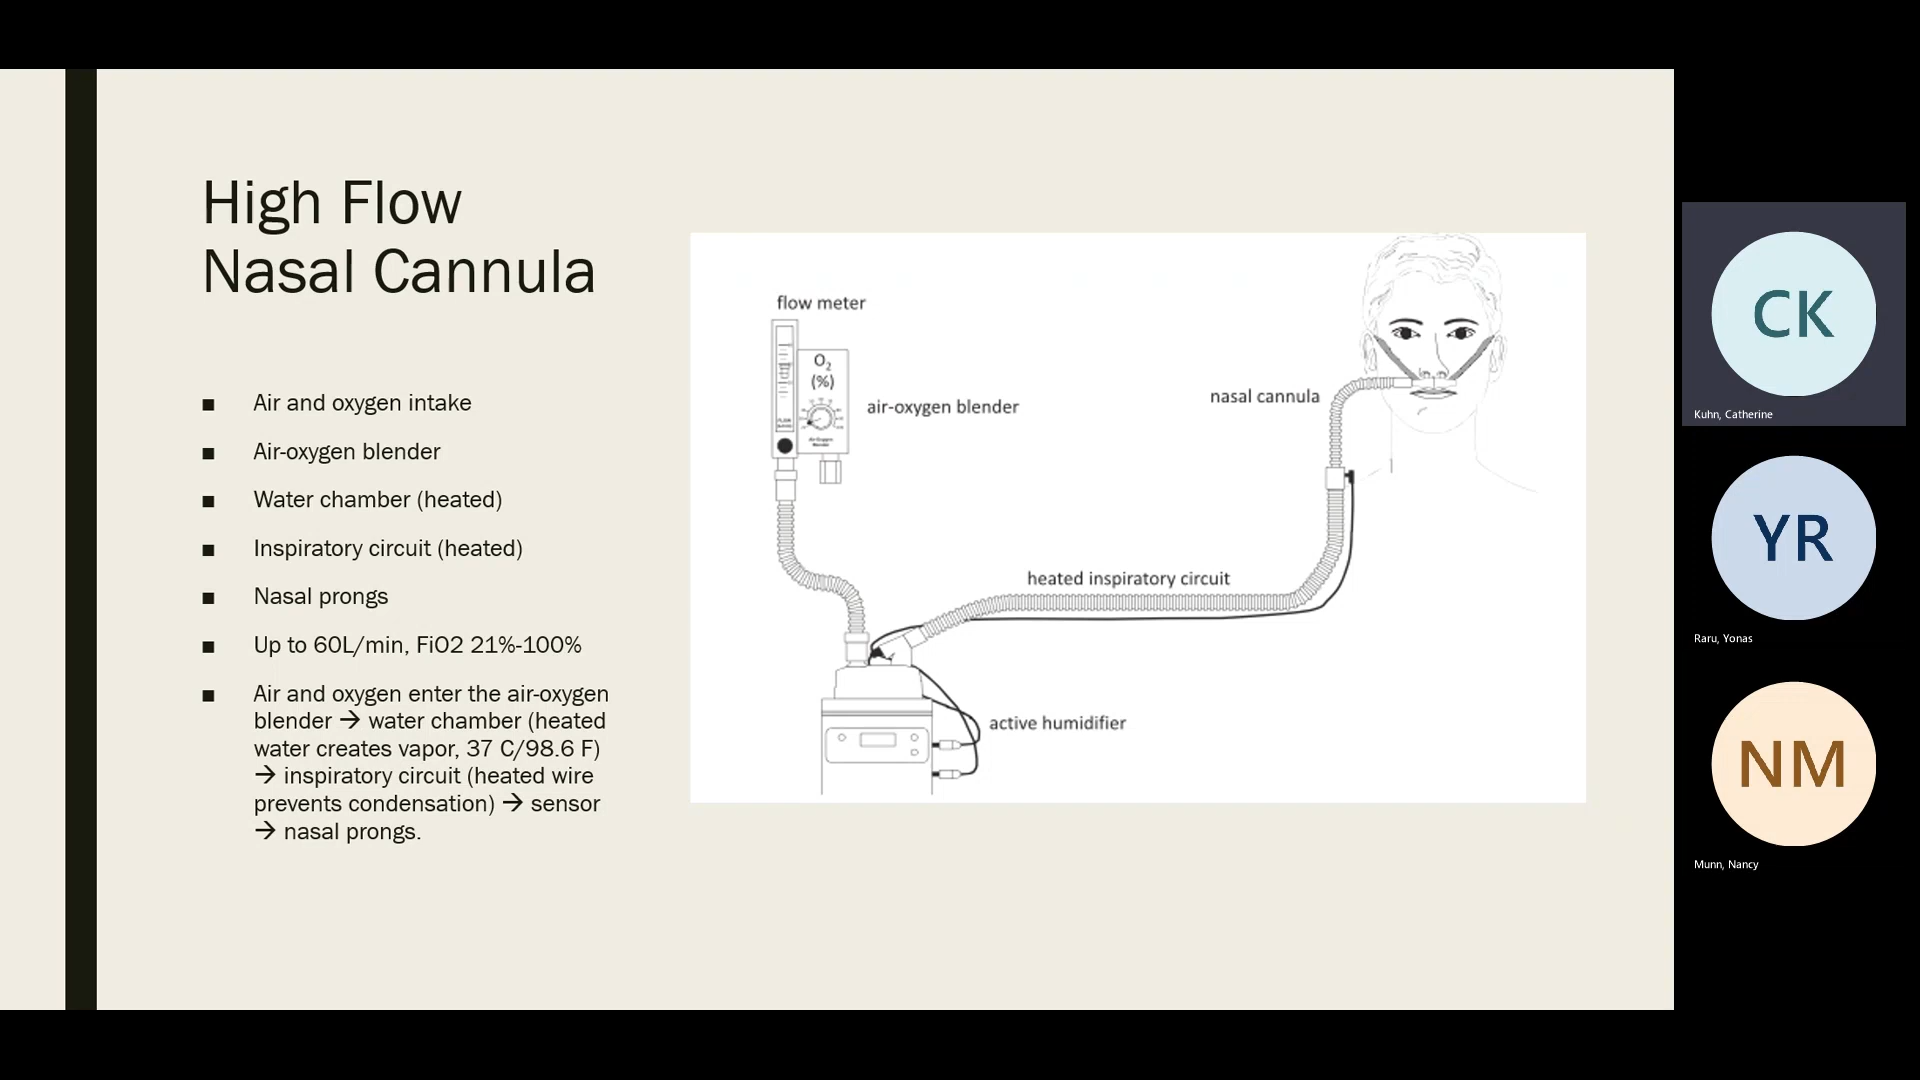 High Flow
Nasal Cannula
■ Air and oxygen intake
■ Air-oxygen blender
■ Water chamber (heated)
■ Inspiratory circuit (heated)
■ Nasal prongs
■ Up to 60L/min, FiO2 21%-100%
■ Air and oxygen enter the air-oxygen
blender → water chamber (heated
water creates vapor, 37 C/98.6 F)
→ inspiratory circuit (heated wire
prevents condensation) → sensor
→ nasal prongs.
flow meter
O2
(%)
air-oxygen blender
nasal cannula
heated inspiratory circuit
active humidifier
CK
Kuhn, Catherine
YR
Raru, Yonas
NM
Munn, Nancy